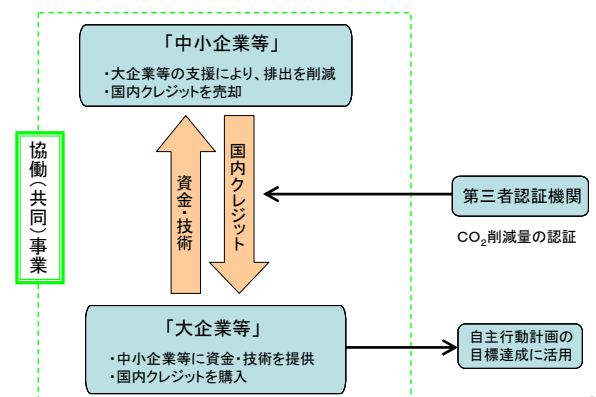 「中小企業等」
・大企業等の支援により、排出を削減
・国内クレジットを売却
協働(共同)事業
資金・技術
国内クレジット
第三者認証機関
CO₂削減量の認証
「大企業等」
・中小企業等に資金・技術を提供
・国内クレジットを購入
自主行動計画の
目標達成に活用